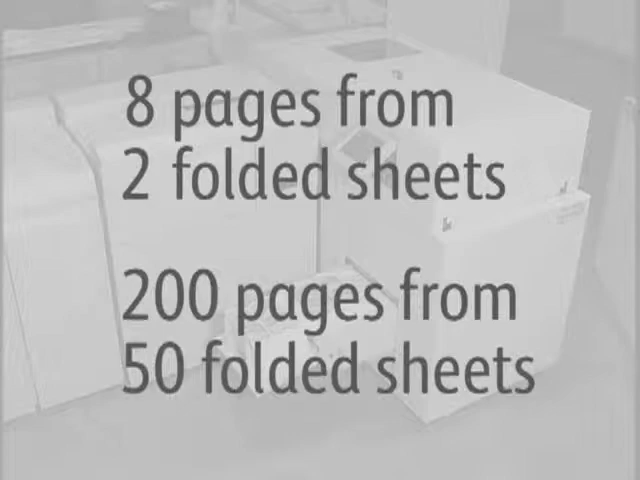 8 pages from
2 folded sheets
200 pages from
50 folded sheets